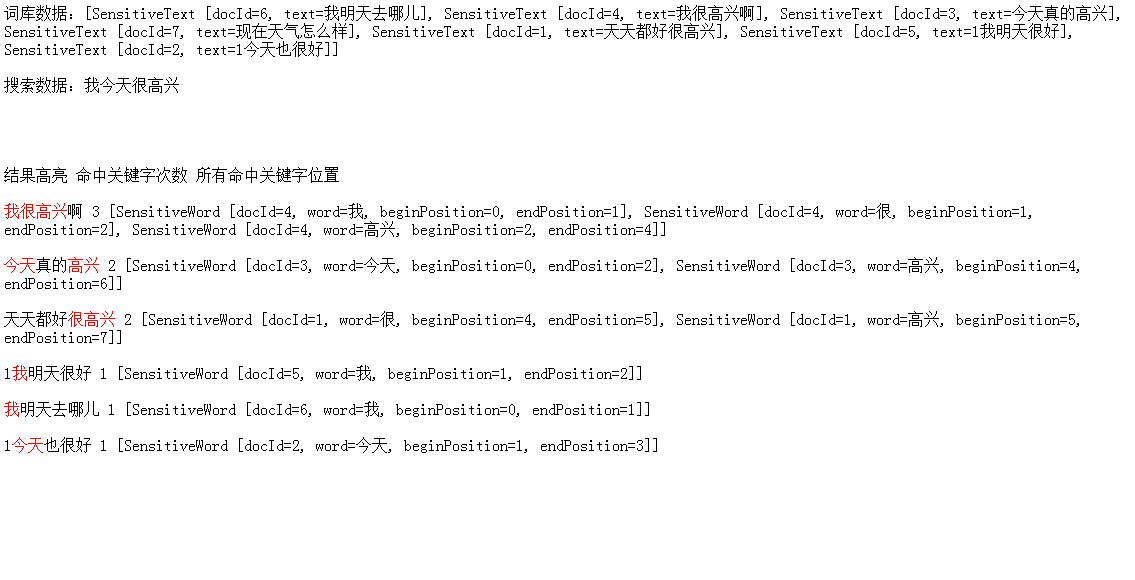 词库数据：[SensitiveText [docId=6, text=我明天去哪儿], SensitiveText [docId=4, text=我很高兴啊], SensitiveText [docId=3, text=今天真的高兴],
SensitiveText [docId=7, text=现在天气怎么样], SensitiveText [docId=1, text=天天都好很高兴], SensitiveText [docId=5, text=1我明天很好],
SensitiveText [docId=2, text=1今天也很好]]
搜索数据：我今天很高兴
结果高亮 命中关键字次数 所有命中关键字位置
我很高兴啊 3 [SensitiveWord [docId=4, word=我, beginPosition=0, endPosition=1], SensitiveWord [docId=4, word=很, beginPosition=1,
endPosition=2], SensitiveWord [docId=4, word=高兴, beginPosition=2, endPosition=4]]
今天真的高兴 2 [SensitiveWord [docId=3, word=今天, beginPosition=0, endPosition=2], SensitiveWord [docId=3, word=高兴, beginPosition=4,
endPosition=6]]
天天都好很高兴 2 [SensitiveWord [docId=1, word=很, beginPosition=4, endPosition=5], SensitiveWord [docId=1, word=高兴, beginPosition=5,
endPosition=7]]
1我明天很好 1 [SensitiveWord [docId=5, word=我, beginPosition=1, endPosition=2]]
我明天去哪儿 1 [SensitiveWord [docId=6, word=我, beginPosition=0, endPosition=1]]
1今天也很好 1 [SensitiveWord [docId=2, word=今天, beginPosition=1, endPosition=3]]